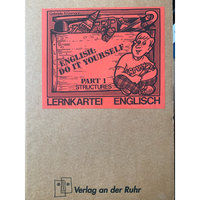 ENGLISH:
DO IT YOURSELF
PART 1
STRUCTURES
LERNKARTEI ENGLISCH
Verlag an der Ruhr